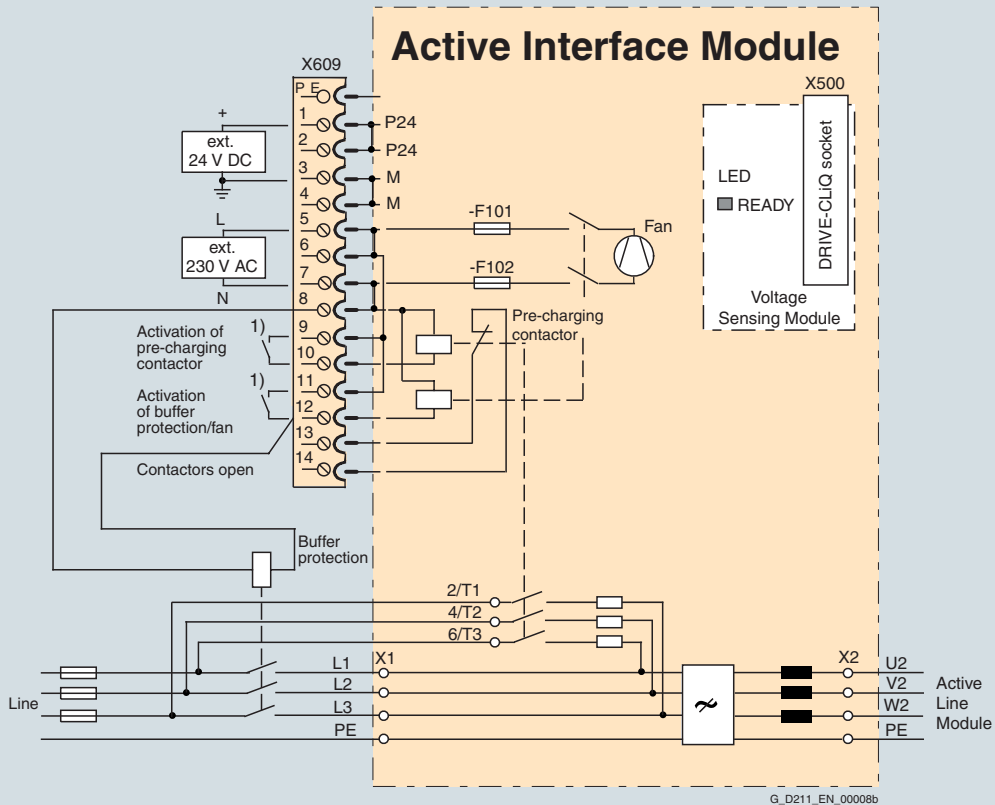 Active Interface Module
X609
X500
P E
1
2
3
4
5
6
7
8
9
10
11
12
13
14
+
ext.
24 V DC
L
ext.
230 V AC
N
P24
P24
M
M
-F101
-F102
Fan
LED
READY
DRIVE-CLiQ socket
Voltage
Sensing Module
Activation of
pre-charging
contactor
1)
Activation
of buffer
protection/fan
1)
Contactors open
Pre-charging
contactor
Buffer
protection
2/T1
4/T2
6/T3
Line
L1
L2
L3
PE
X1
X2
U2
V2
W2
PE
Active
Line
Module
G_D211_EN_00008b